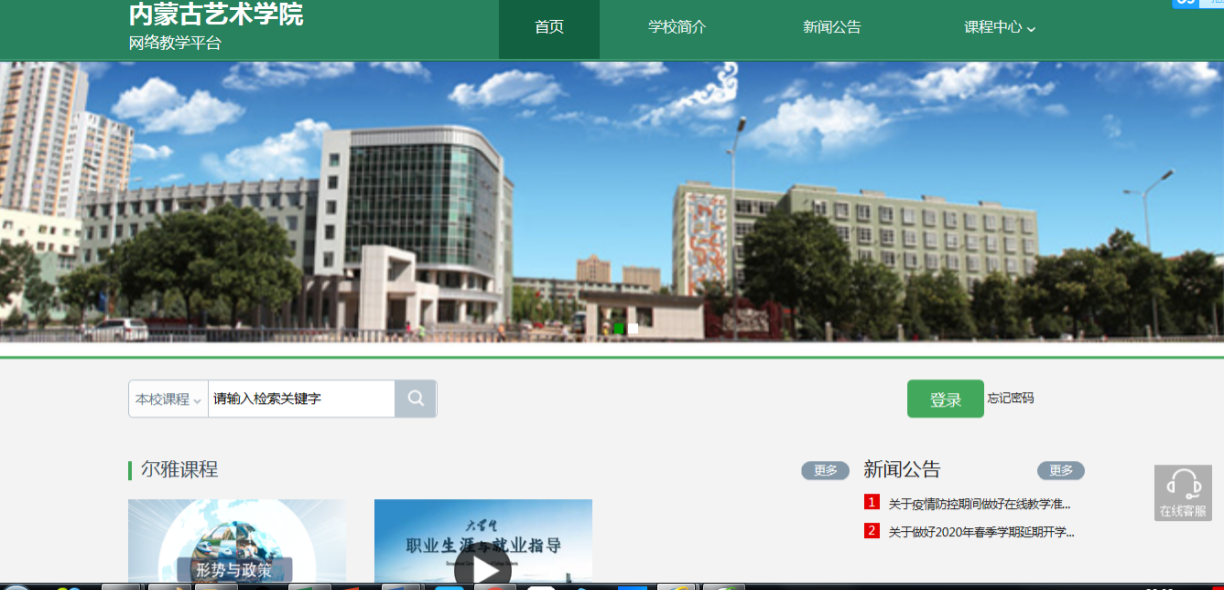 内蒙古艺术学院
网络教学平台
首页
学校简介
新闻公告
课程中心
本校课程
请输入检索关键字
登录
忘记密码
尔雅课程
更多
新闻公告
更多
1 关于疫情防控期间做好在线教学准...
2 关于做好2020年春季学期延期开学...
在线客服
形势与政策
大学生
职业生涯与就业指导